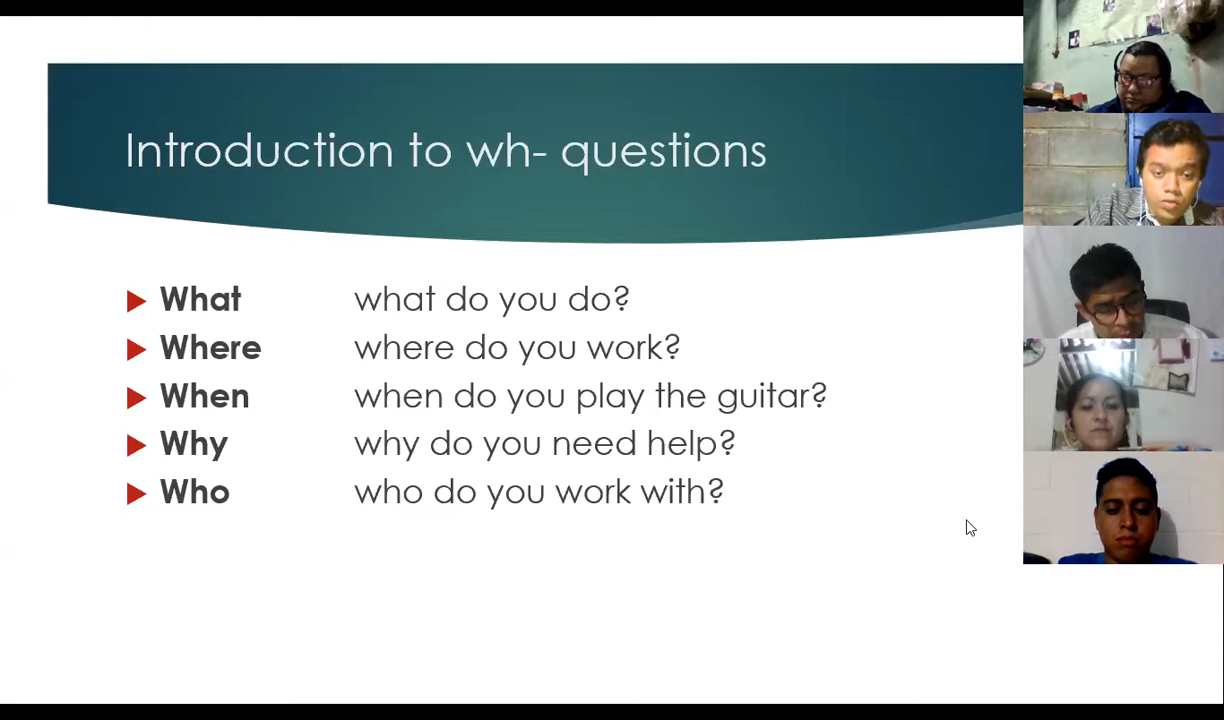 Introduction to wh- questions
What what do you do?
Where where do you work?
When when do you play the guitar?
Why why do you need help?
Who who do you work with?